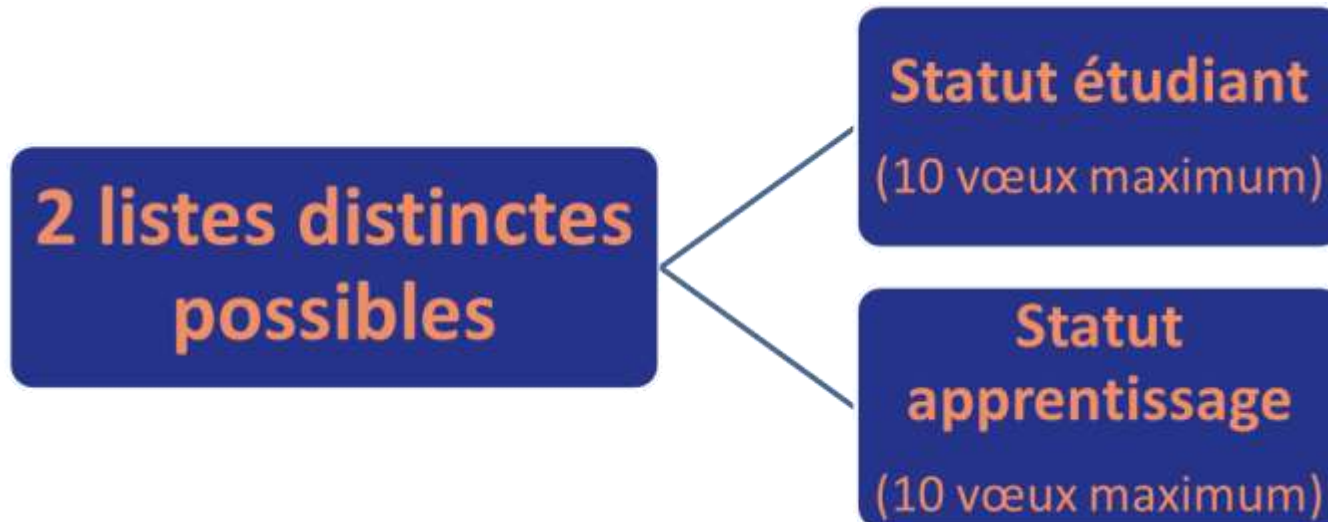 2 listes distinctes
possibles
Statut étudiant
(10 vœux maximum)
Statut
apprentissage
(10 vœux maximum)